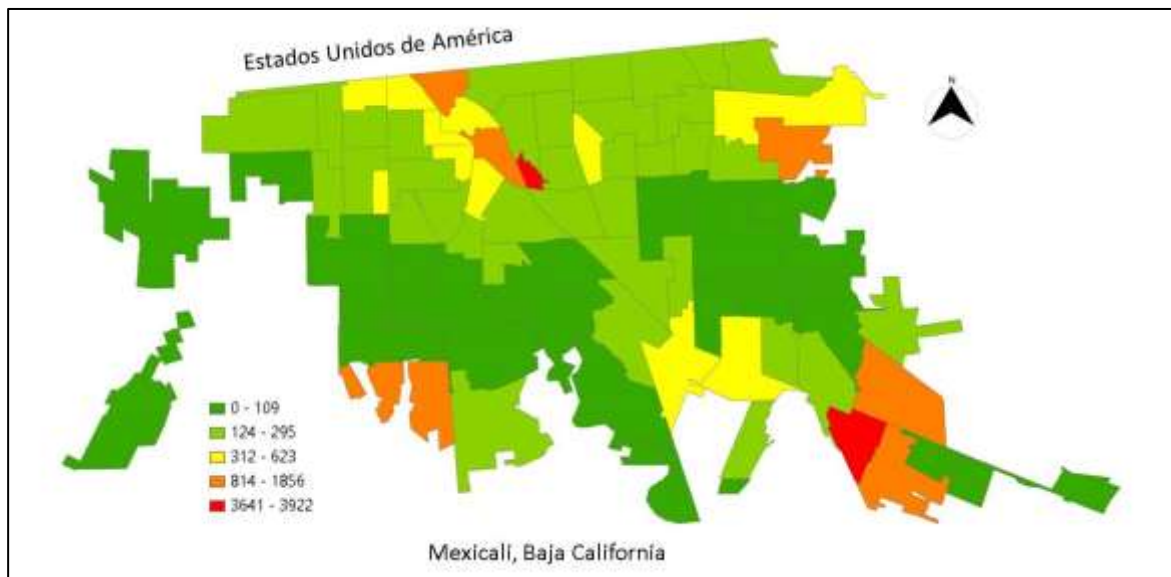 Estados Unidos de América
N
0 - 109
124 - 295
312 - 623
814 - 1856
3641 - 3922
Mexicali, Baja California